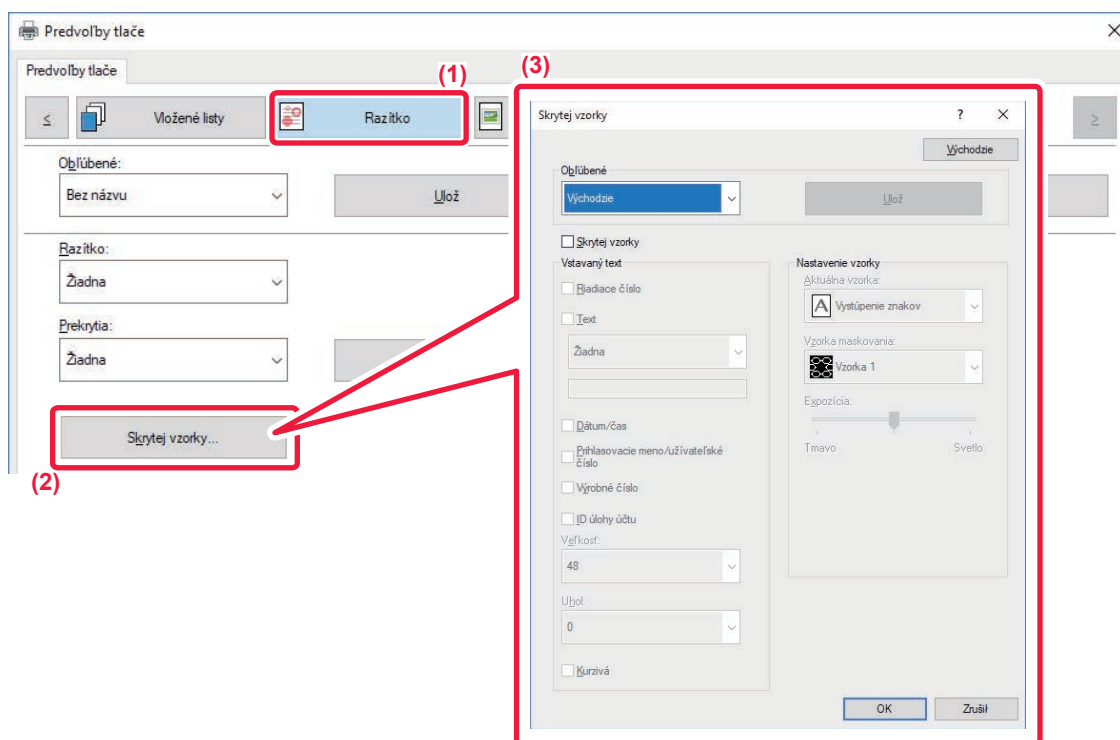 Predvoľby tlače
Predvoľby tlače
(1)
(3)
<
Vložené listy
Razítko
>
Obľúbené:
Bez názvu
Ulož
Razítko:
Žiadna
Prekrytia:
Žiadna
Skrytej vzorky...
(2)
Skrytej vzorky
?
Východzie
Obľúbené
Východzie
Ulož
Skrytej vzorky
Vstavaný text
Riadiace číslo
Text
Žiadna
Dátum/čas
Prihlasovacie meno/užívateľské
číslo
Výrobné číslo
ID úlohy účtu
Veľkosť:
48
Uhol:
0
Kurzivá
Nastavenie vzorky
Aktuálna vzorka:
A
Vystúpenie znakov
Vzorka maskovania:
Vzorka 1
Expozícia:
Tmavo
Svetlo
OK
Zrušiť